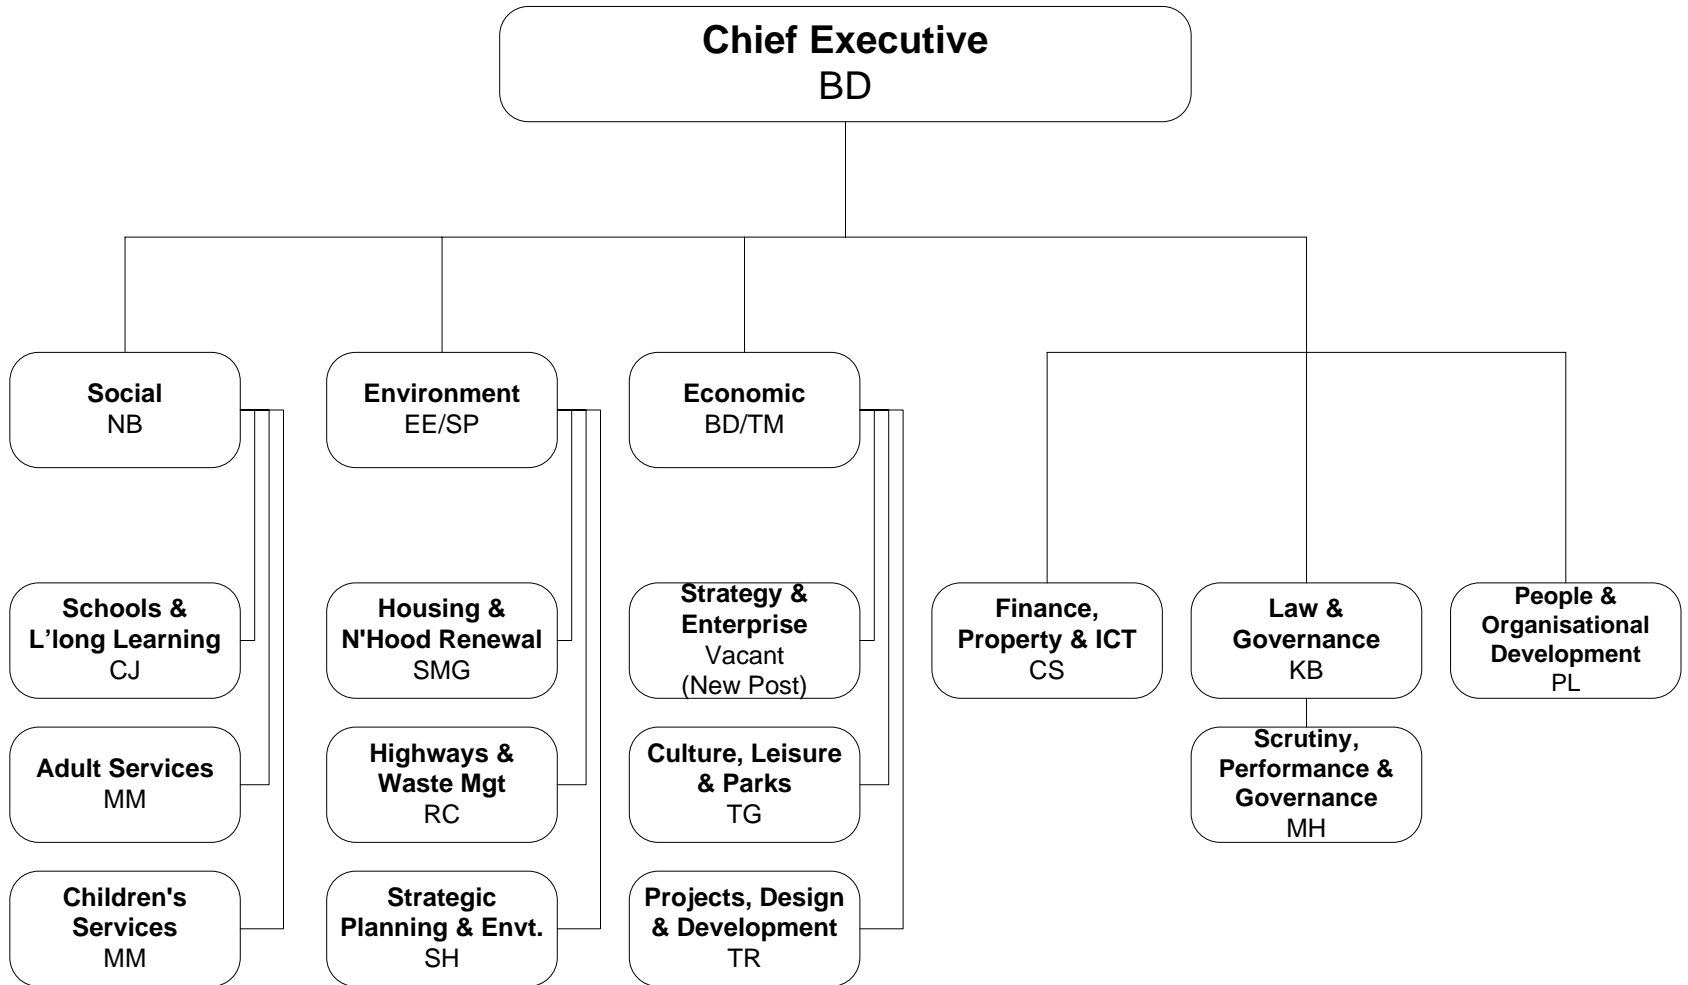 Chief Executive
BD
Social
NB
Environment
EE/SP
Economic
BD/TM
Schools &
L’long Learning
CJ
Housing &
N'Hood Renewal
SMG
Strategy &
Enterprise
Vacant
(New Post)
Finance,
Property & ICT
CS
Law &
Governance
KB
People &
Organisational
Development
PL
Adult Services
MM
Highways &
Waste Mgt
RC
Culture, Leisure
& Parks
TG
Scrutiny,
Performance &
Governance
MH
Children's
Services
MM
Strategic
Planning & Envt.
SH
Projects, Design
& Development
TR